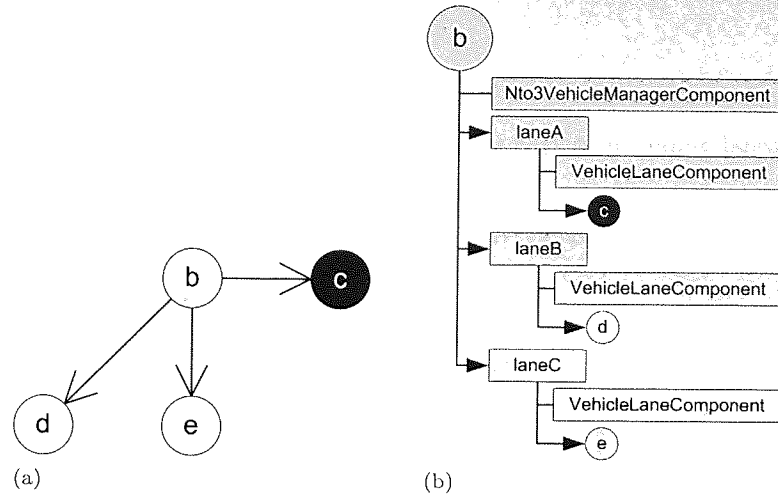 b
c
d
e
(a)
b
Nto3VehicleManagerComponent
laneA
VehicleLaneComponent
c
laneB
VehicleLaneComponent
d
laneC
VehicleLaneComponent
e
(b)